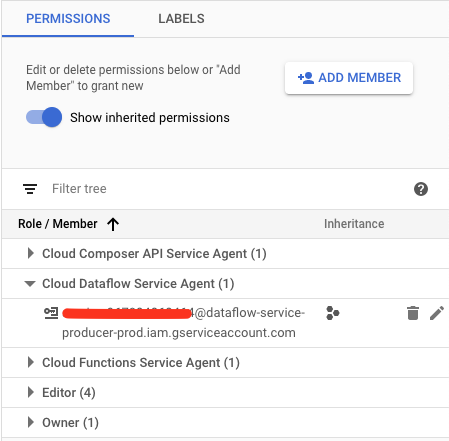 PERMISSIONS LABELS
Edit or delete permissions below or "Add
Member" to grant new
ADD MEMBER
Show inherited permissions
Filter tree
Role / Member Inheritance
Cloud Composer API Service Agent (1)
Cloud Dataflow Service Agent (1)
@dataflow-service-
producer-prod.iam.gserviceaccount.com
Cloud Functions Service Agent (1)
Editor (4)
Owner (1)